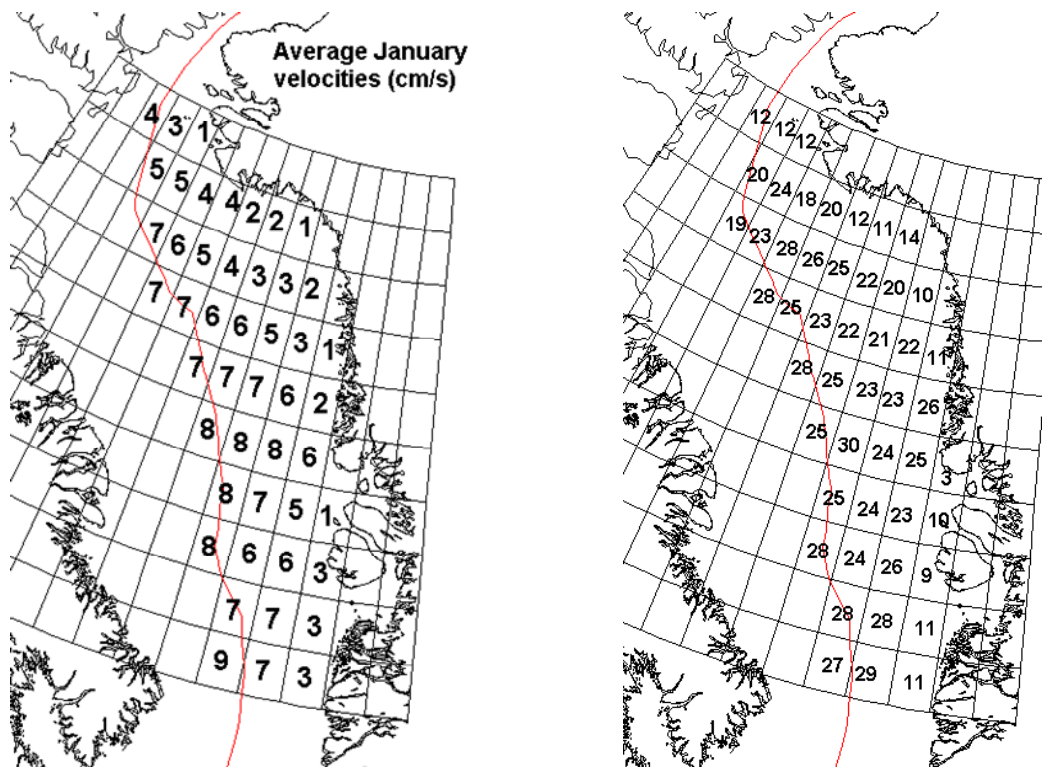 Average January
velocities (cm/s)
4 3 1
5 5 4 4 2 2 1
7 6 5 4 3 3 2
7 7 6 6 5 3 1
7 7 7 6 2
8 8 8 6
8 7 5 1
8 6 6 3
7 7 3
9 7 3
12 12 12
20 24 18 20 12 11 14
19 23 28 26 25 22 20 10
28 25 23 22 21 22 11
28 25 23 23 26
25 30 24 25 3
25 24 23 10
28 24 26 9
28 28 11
27 29 11